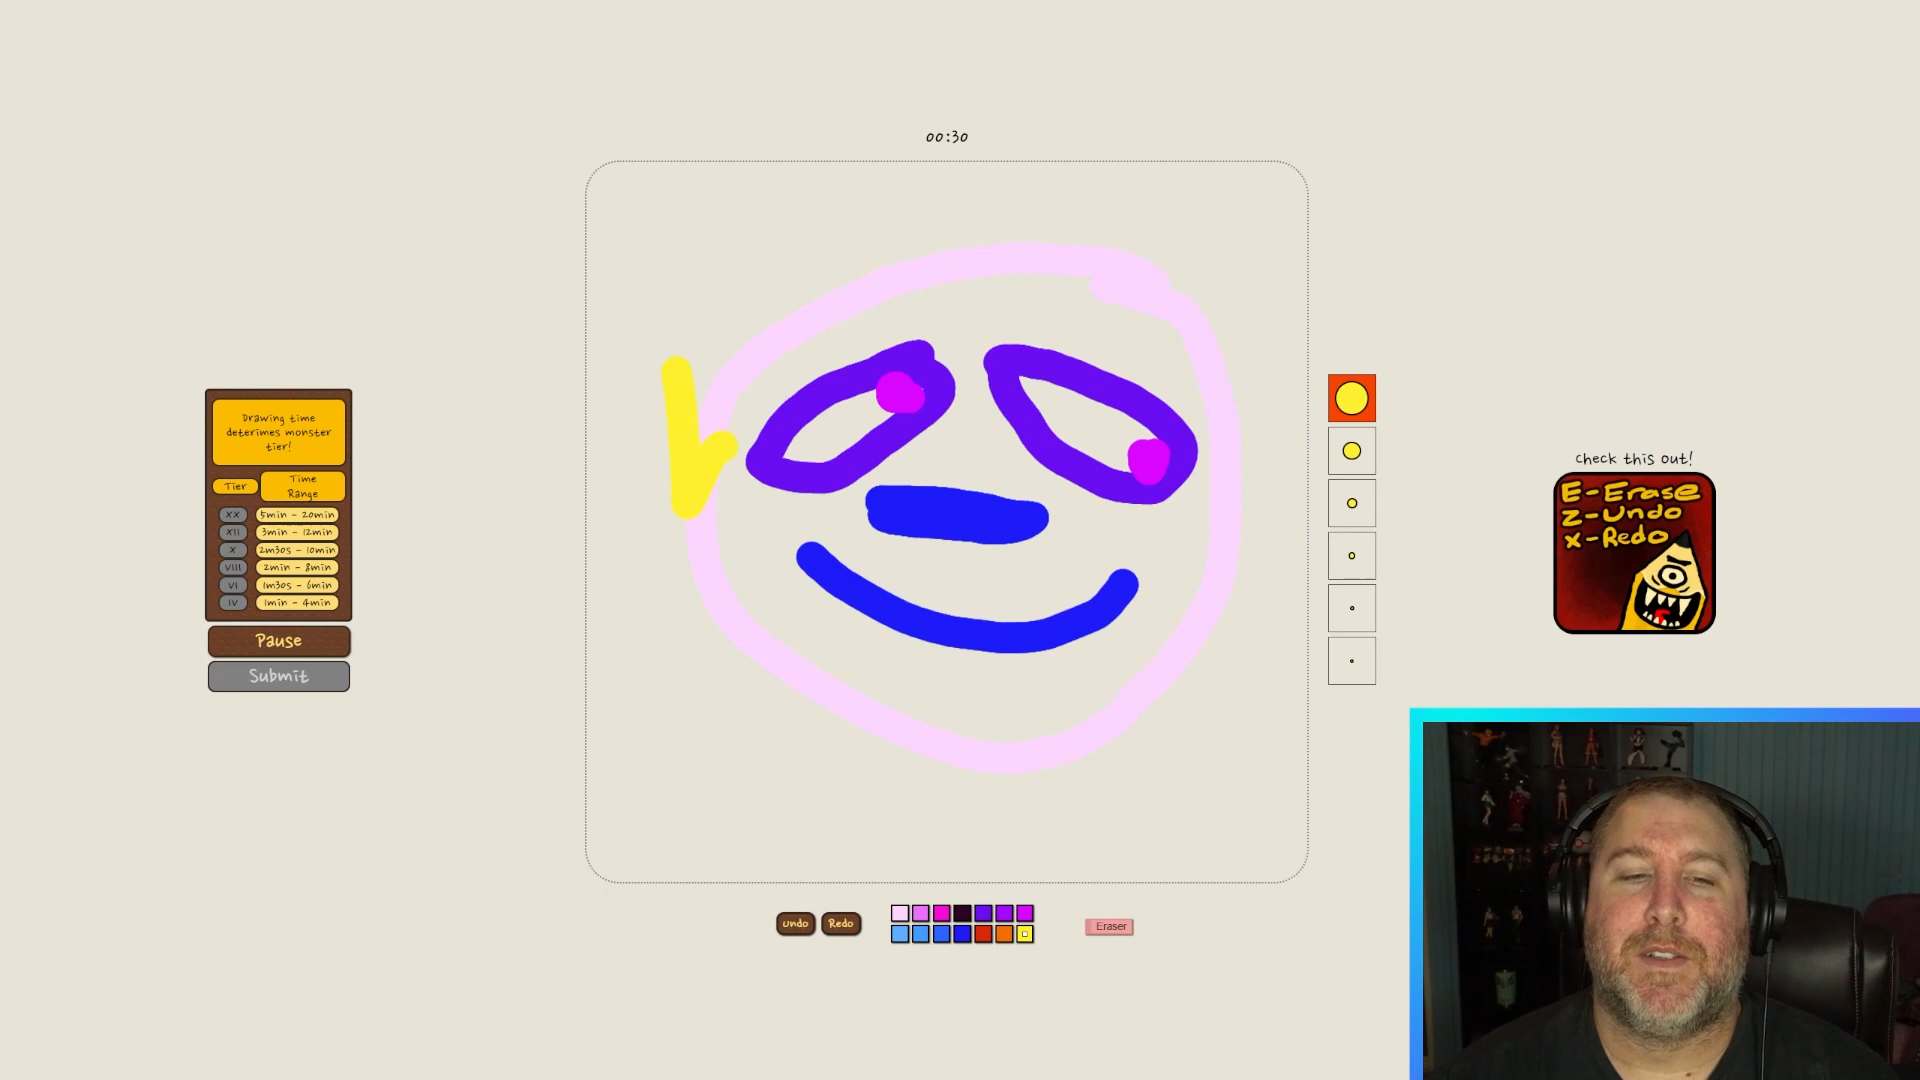 00:30
Drawing time
deterimes monster
tier!
Tier
Time
Range
XX
5min - 20min
XII
3min - 12min
X
2m30s - 10min
VIII
2min - 8min
VI
1m30s - 6min
IV
1min - 4min
Pause
Submit
check this out!
E-Erase
Z-Undo
X-Redo
Undo
Redo
Eraser